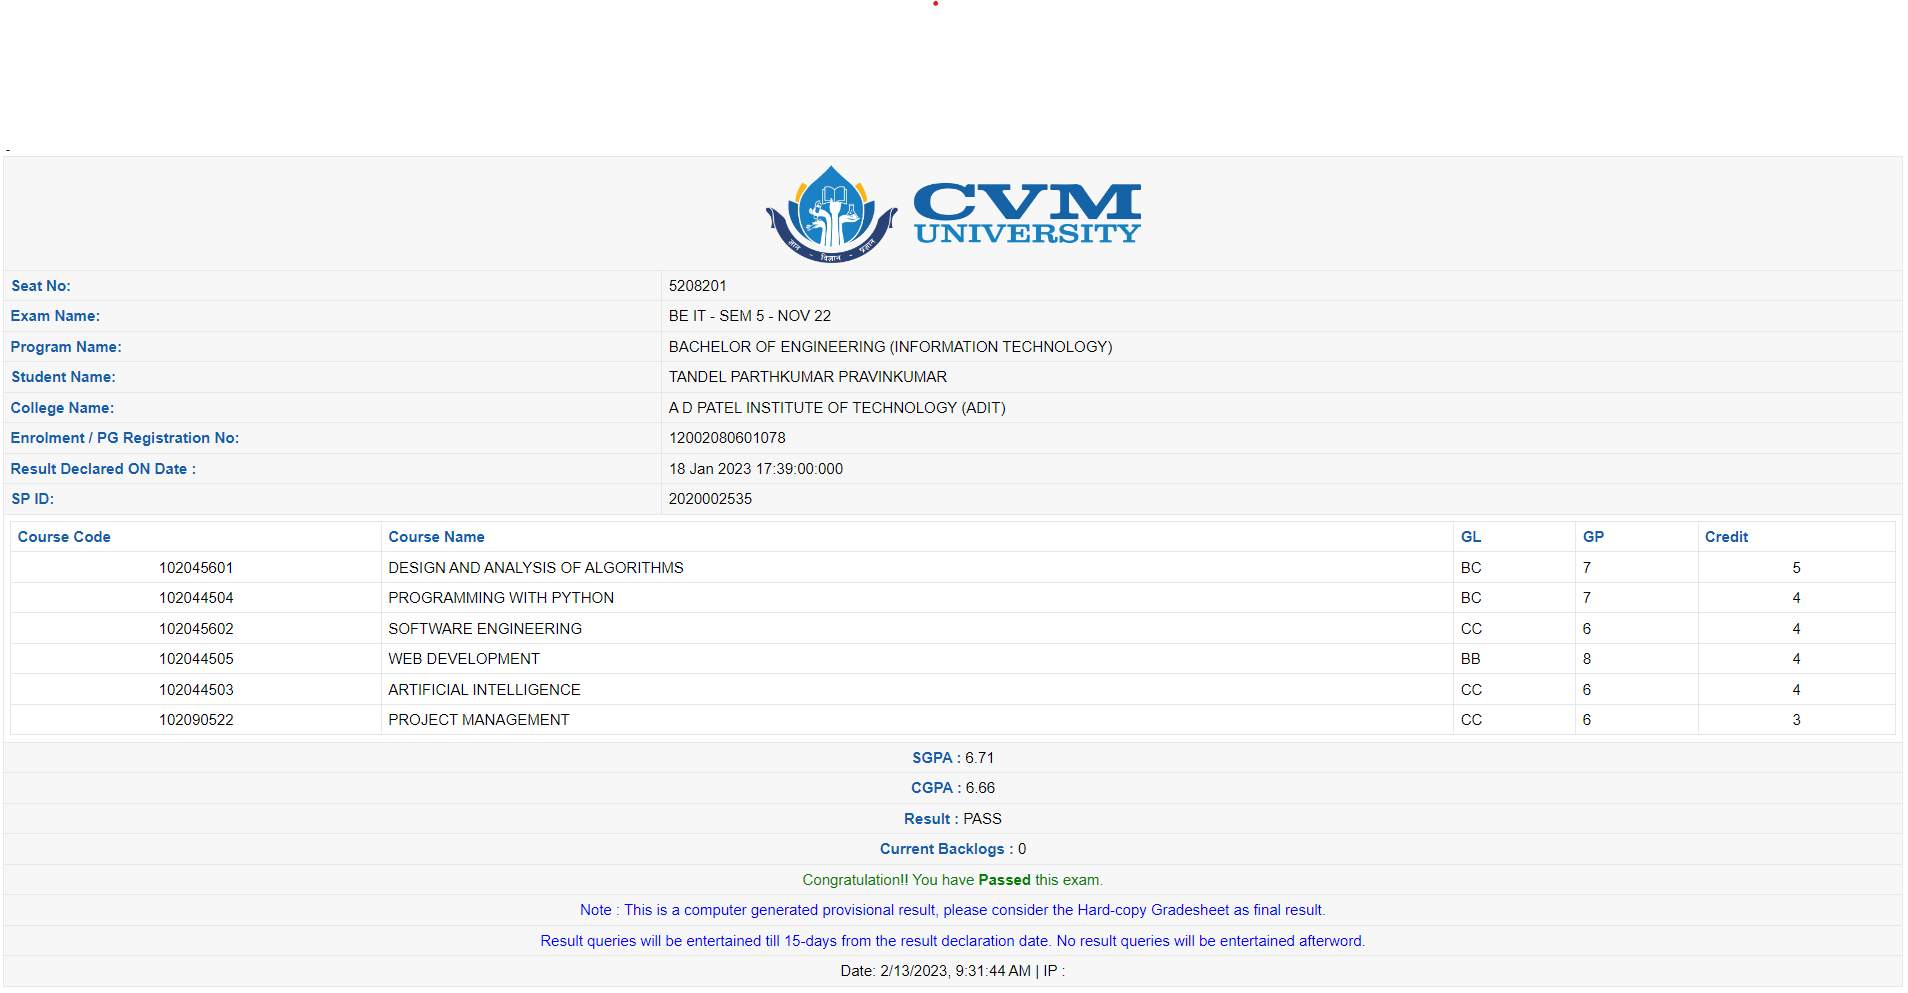 -
ज्ञान - विज्ञान - प्रज्ञान
CVM
UNIVERSITY
Seat No: 5208201
Exam Name: BE IT - SEM 5 - NOV 22
Program Name: BACHELOR OF ENGINEERING (INFORMATION TECHNOLOGY)
Student Name: TANDEL PARTHKUMAR PRAVINKUMAR
College Name: A D PATEL INSTITUTE OF TECHNOLOGY (ADIT)
Enrolment / PG Registration No: 12002080601078
Result Declared ON Date : 18 Jan 2023 17:39:00:000
SP ID: 2020002535
Course Code Course Name GL GP Credit
102045601 DESIGN AND ANALYSIS OF ALGORITHMS BC 7 5
102044504 PROGRAMMING WITH PYTHON BC 7 4
102045602 SOFTWARE ENGINEERING CC 6 4
102044505 WEB DEVELOPMENT BB 8 4
102044503 ARTIFICIAL INTELLIGENCE CC 6 4
102090522 PROJECT MANAGEMENT CC 6 3
SGPA : 6.71
CGPA : 6.66
Result : PASS
Current Backlogs : 0
Congratulation!! You have Passed this exam.
Note : This is a computer generated provisional result, please consider the Hard-copy Gradesheet as final result.
Result queries will be entertained till 15-days from the result declaration date. No result queries will be entertained afterword.
Date: 2/13/2023, 9:31:44 AM | IP :